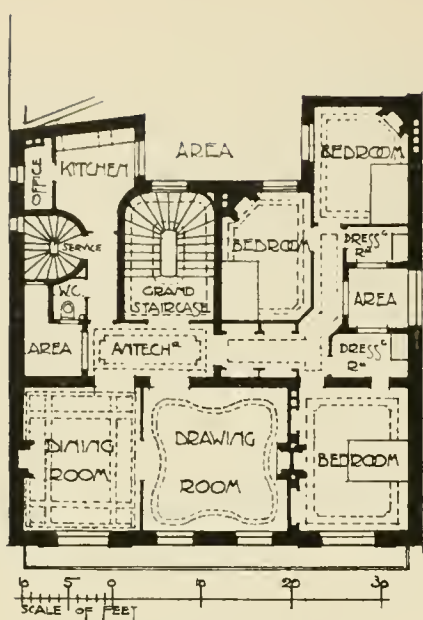 AREA
BEDROOM
KITCHEN
OFFICE
SERVICE
BEDROOM
DRESS^G
R^M
W.C.
GRAND
STAIRCASE
AREA
AREA
ANTECH^R
DRESS^G
R^M
DINING
ROOM
DRAWING
ROOM
BEDROOM
10 5 0 10 20 30
SCALE OF FEET